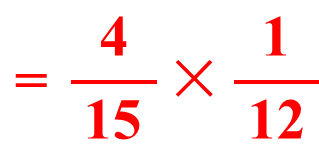 = 4/15 × 1/12